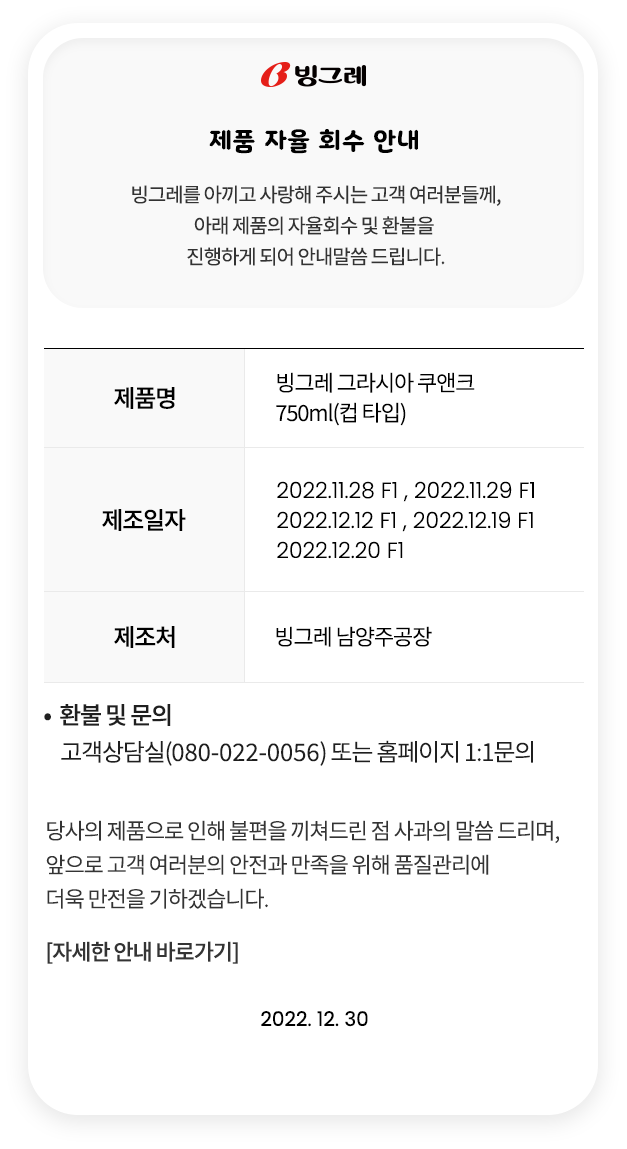 빙그레
제품 자율 회수 안내
빙그레를 아끼고 사랑해 주시는 고객 여러분들께,
아래 제품의 자율회수 및 환불을
진행하게 되어 안내말씀 드립니다.
제품명
빙그레 그라시아 쿠앤크
750ml(컵 타입)
제조일자
2022.11.28 F1 , 2022.11.29 F1
2022.12.12 F1 , 2022.12.19 F1
2022.12.20 F1
제조처
빙그레 남양주공장
• 환불 및 문의
고객상담실(080-022-0056) 또는 홈페이지 1:1문의
당사의 제품으로 인해 불편을 끼쳐드린 점 사과의 말씀 드리며,
앞으로 고객 여러분의 안전과 만족을 위해 품질관리에
더욱 만전을 기하겠습니다.
[자세한 안내 바로가기]
2022. 12. 30